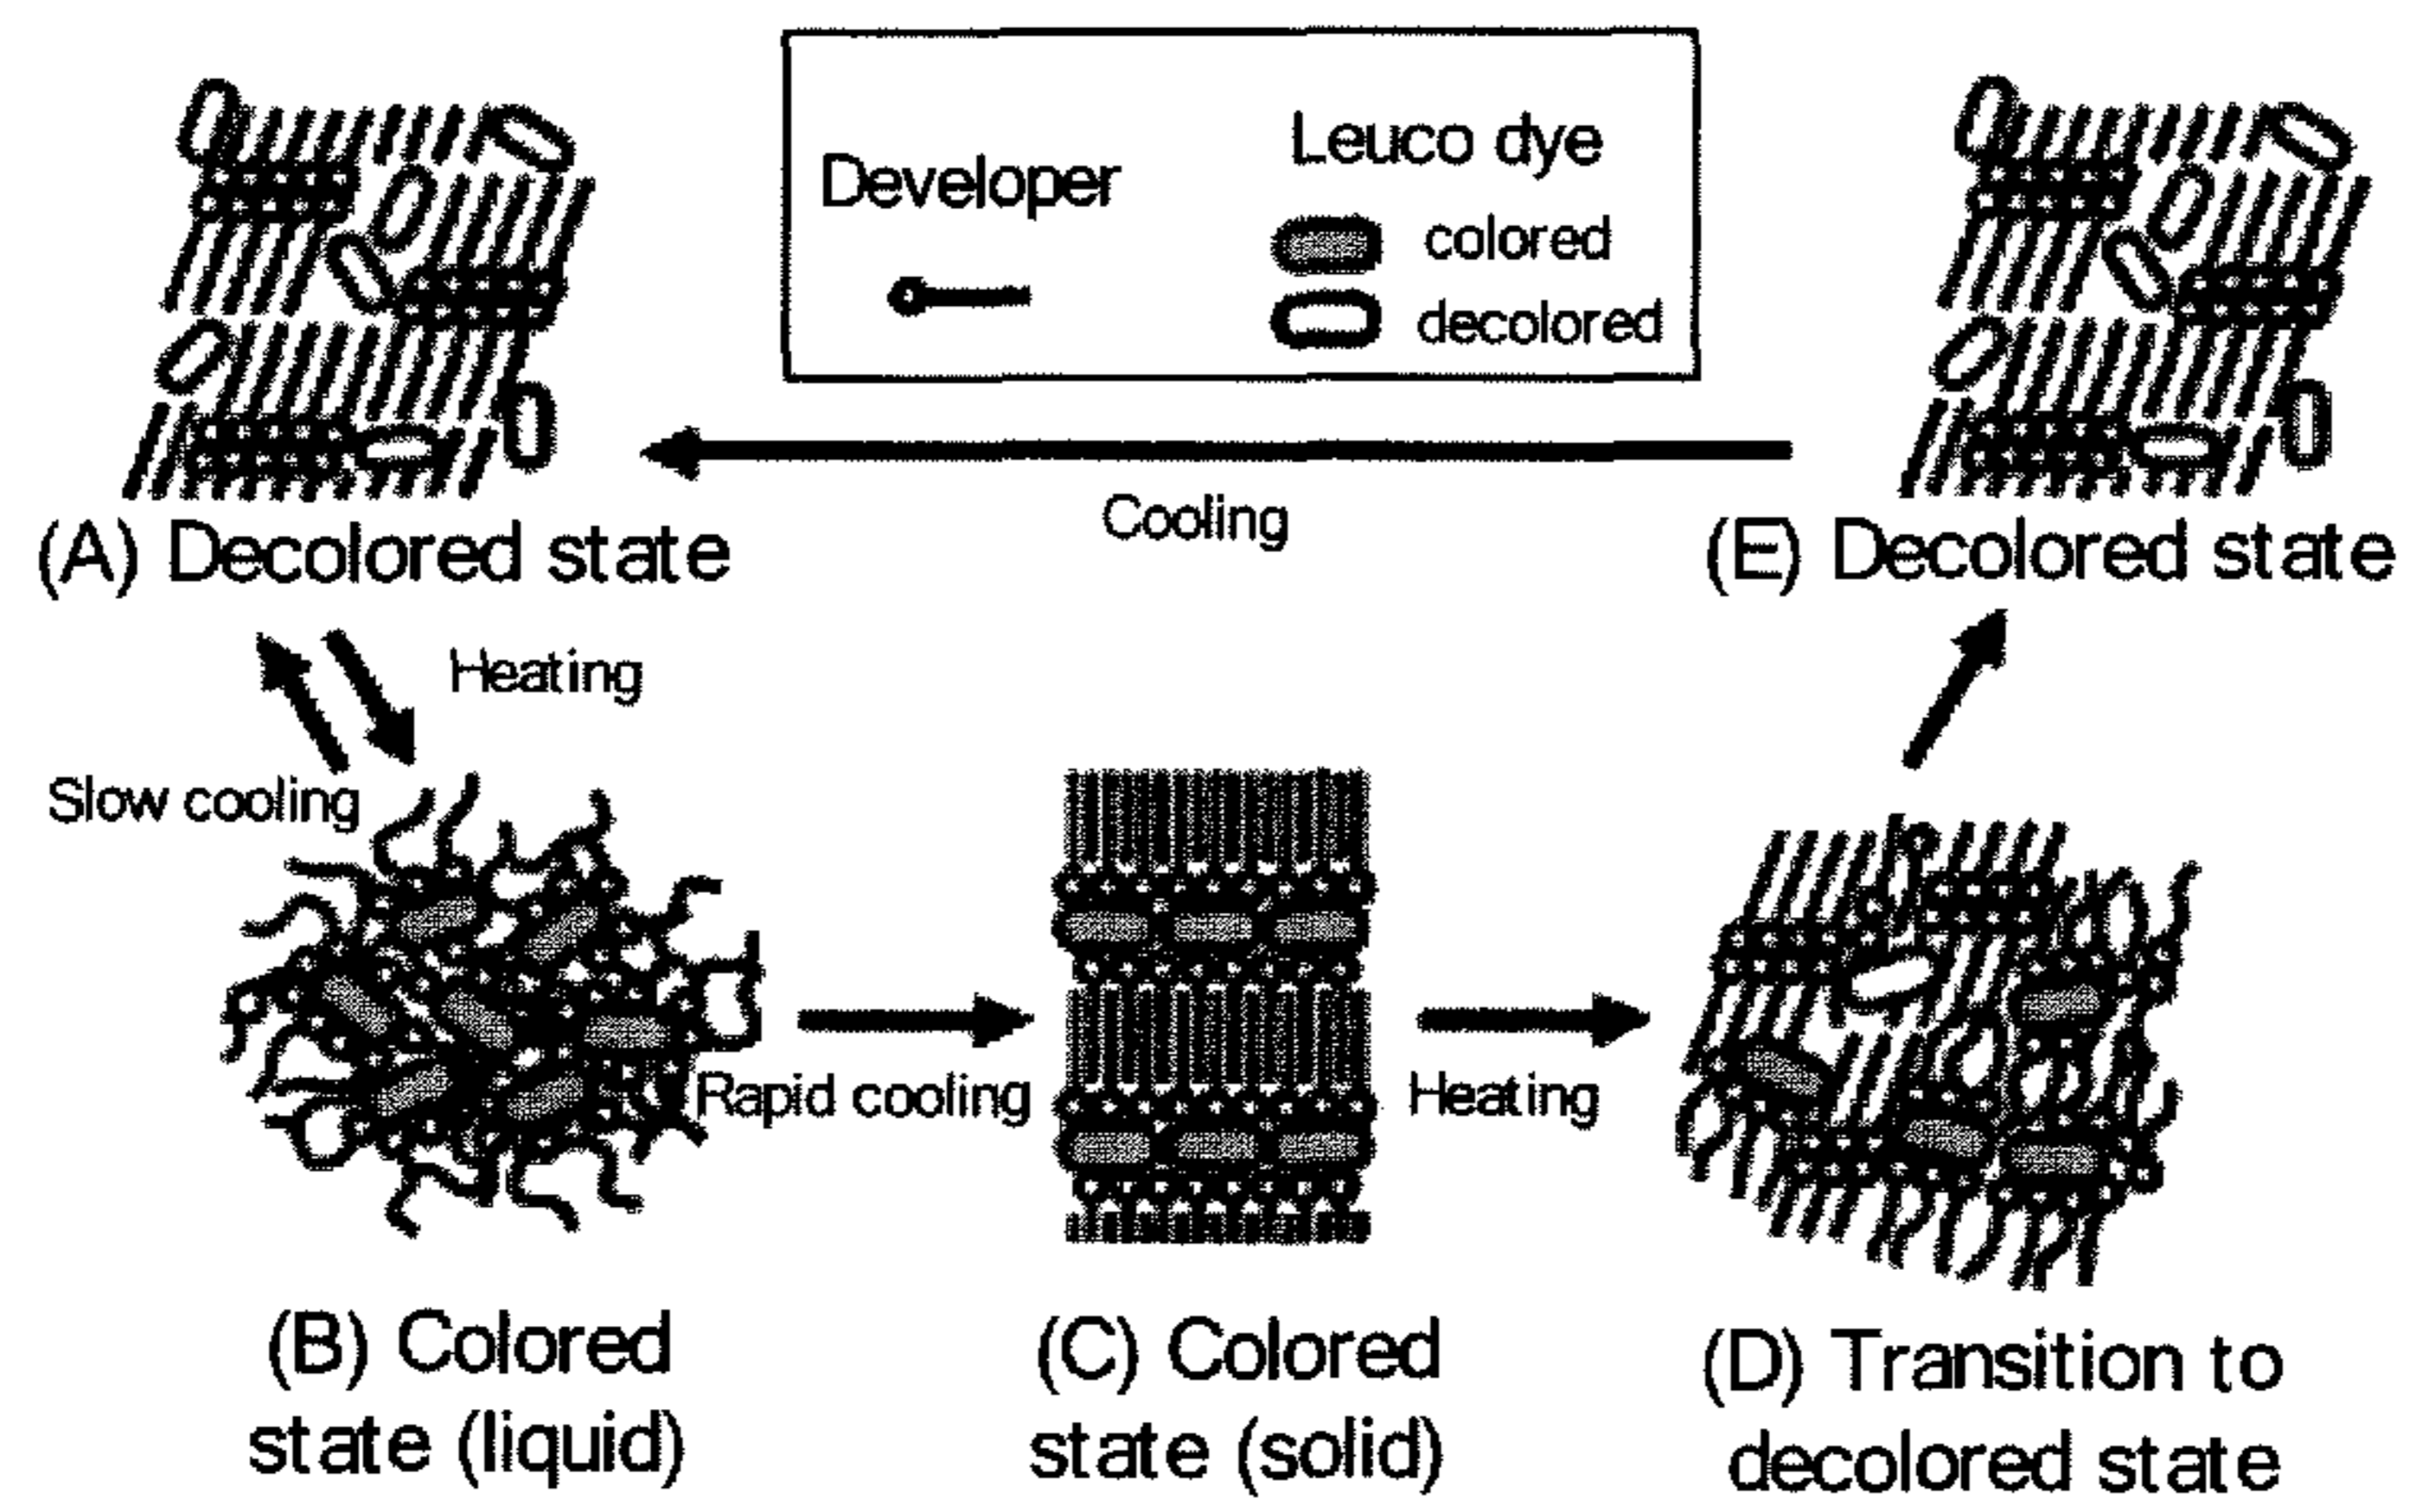 Developer
Leuco dye
colored
decolored
Cooling
(A) Decolored state
(E) Decolored state
Heating
Slow cooling
Rapid cooling
Heating
(B) Colored
state (liquid)
(C) Colored
state (solid)
(D) Transition to
decolored state